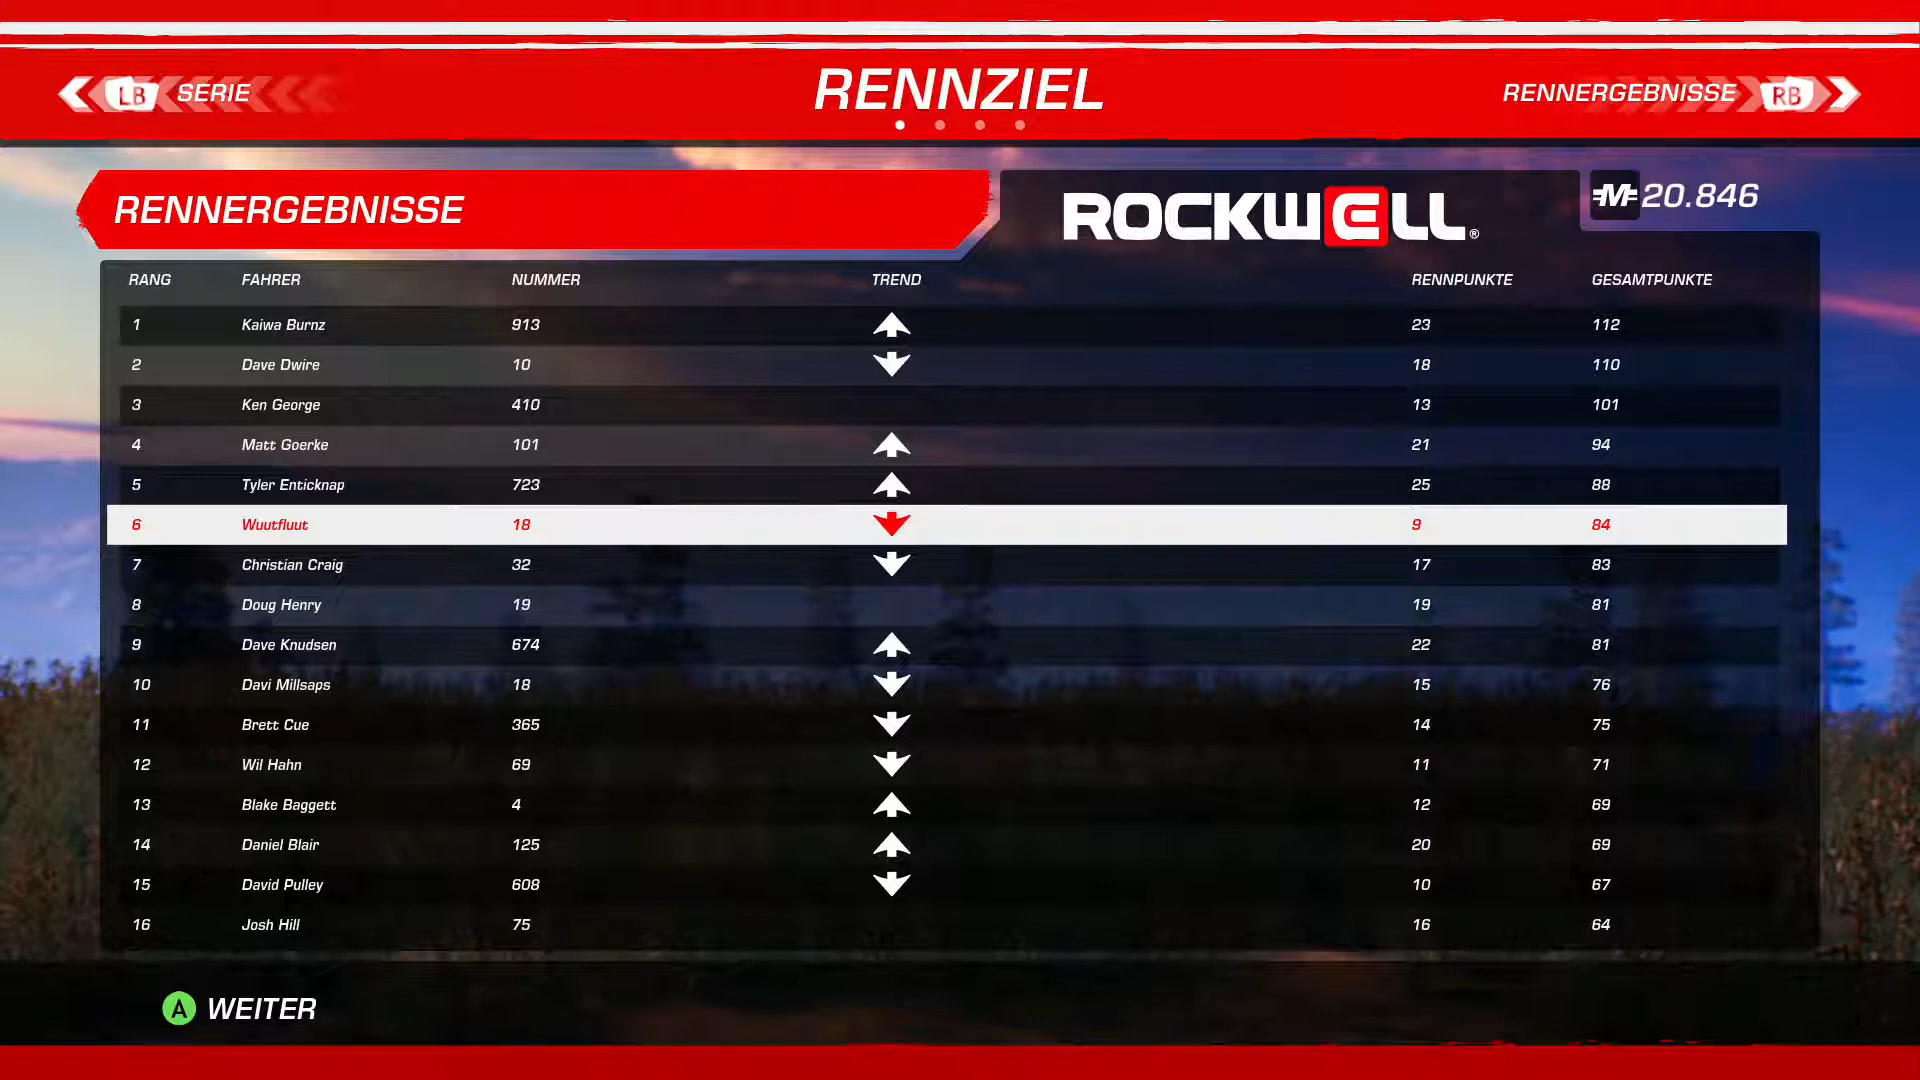 LB SERIE
RENNZIEL
RENNERGEBNISSE RB
RENNERGEBNISSE
ROCKWELL®
M 20.846
RANG FAHRER NUMMER TREND RENNPUNKTE GESAMTPUNKTE
1 Kaiwa Burnz 913 23 112
2 Dave Dwire 10 18 110
3 Ken George 410 13 101
4 Matt Goerke 101 21 94
5 Tyler Enticknap 723 25 88
6 Wuutfluut 18 9 84
7 Christian Craig 32 17 83
8 Doug Henry 19 19 81
9 Dave Knudsen 674 22 81
10 Davi Millsaps 18 15 76
11 Brett Cue 365 14 75
12 Wil Hahn 69 11 71
13 Blake Baggett 4 12 69
14 Daniel Blair 125 20 69
15 David Pulley 608 10 67
16 Josh Hill 75 16 64
A WEITER